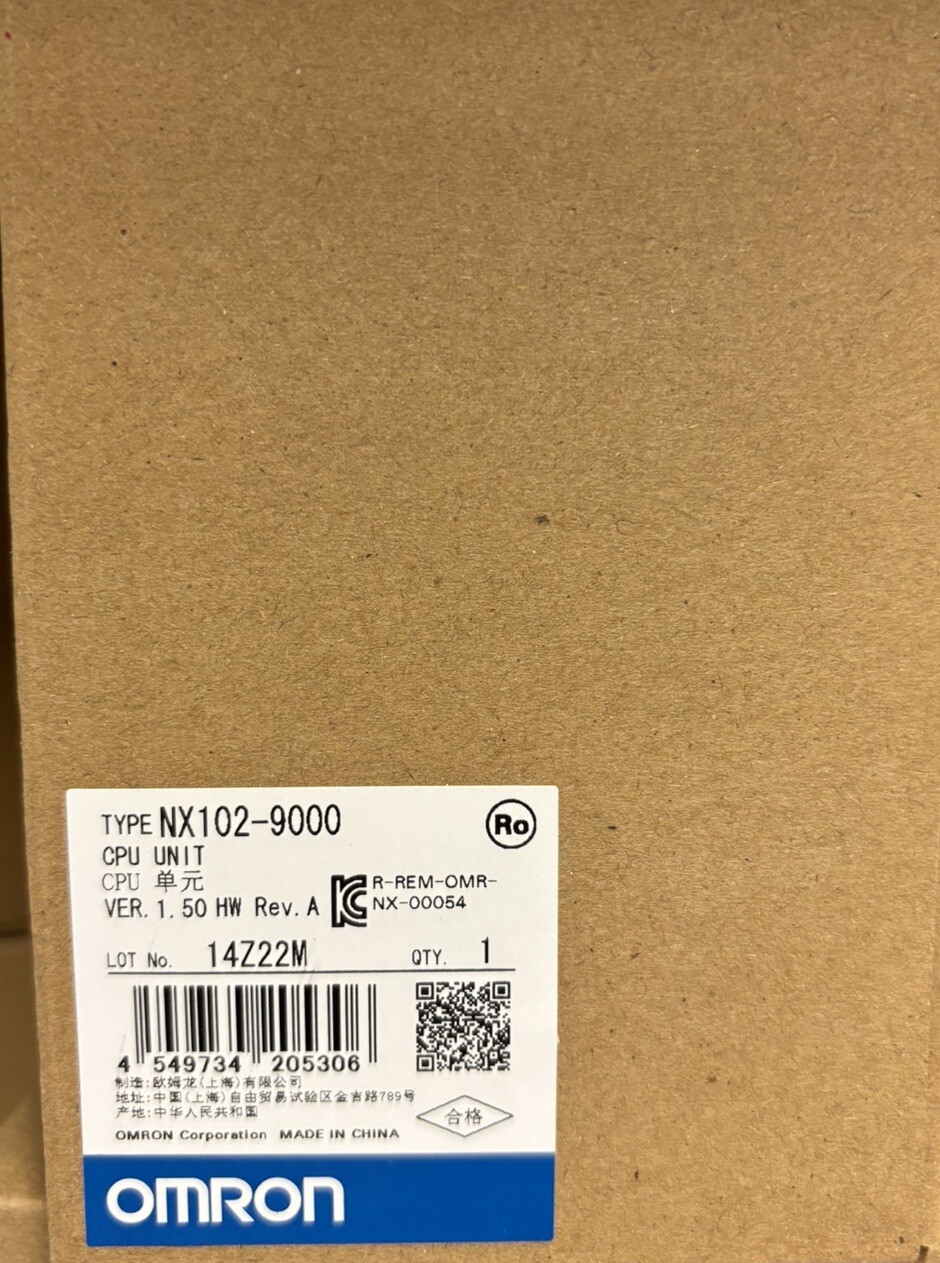 TYPE NX102-9000
Ro
CPU UNIT
CPU 单元
VER. 1.50 HW Rev. A
R-REM-OMR-
NX-00054
LOT No. 14Z22M QTY. 1
4 549734 205306
制造:欧姆龙(上海)有限公司
地址:中国(上海)自由贸易试验区金吉路789号
产地:中华人民共和国
合格
OMRON Corporation MADE IN CHINA
OMRON